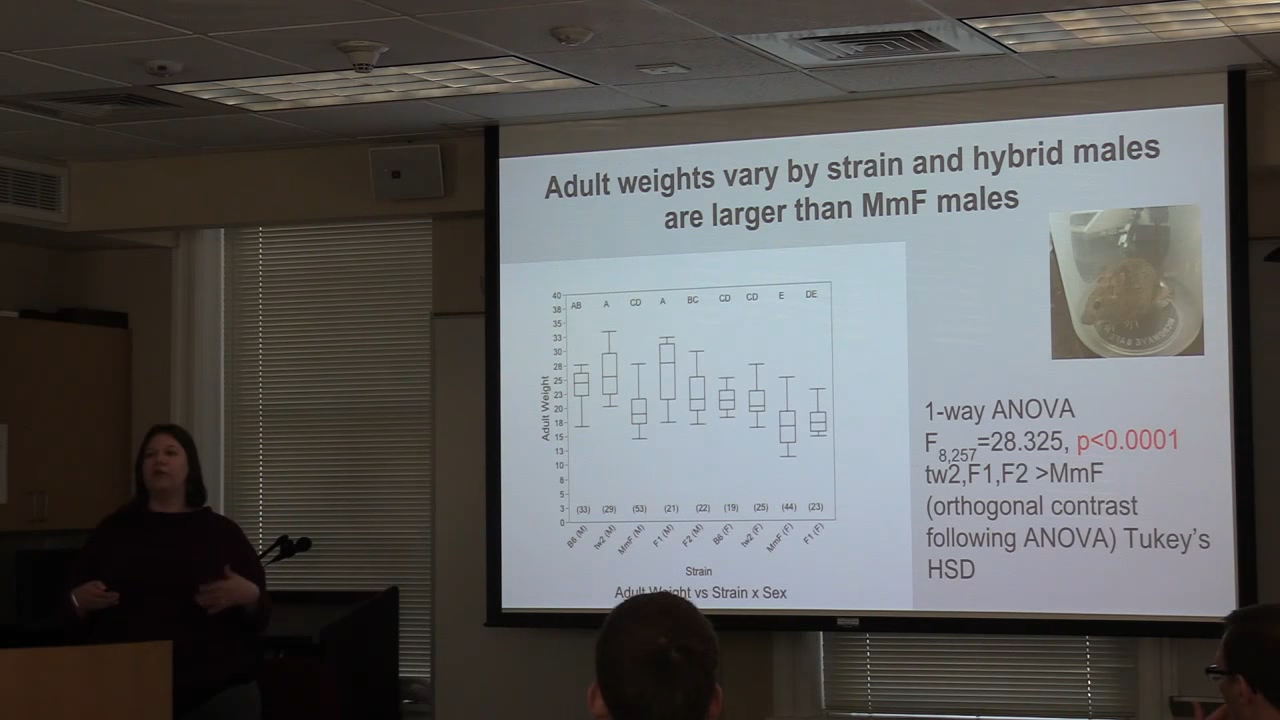 Adult weights vary by strain and hybrid males
are larger than MmF males
AB A CD A BC CD CD E DE
40
38
35
33
30
28
25
23
20
18
15
13
10
8
5
3
0
Adult Weight
(33) (29) (53) (21) (22) (19) (25) (44) (23)
B6 (M) tw2 (M) MmF (M) F1 (M) F2 (M) B6 (F) tw2 (F) MmF (F) F1 (F)
Strain
Adult Weight vs Strain x Sex
1-way ANOVA
F8,257=28.325, p<0.0001
tw2,F1,F2 >MmF
(orthogonal contrast
following ANOVA) Tukey's
HSD